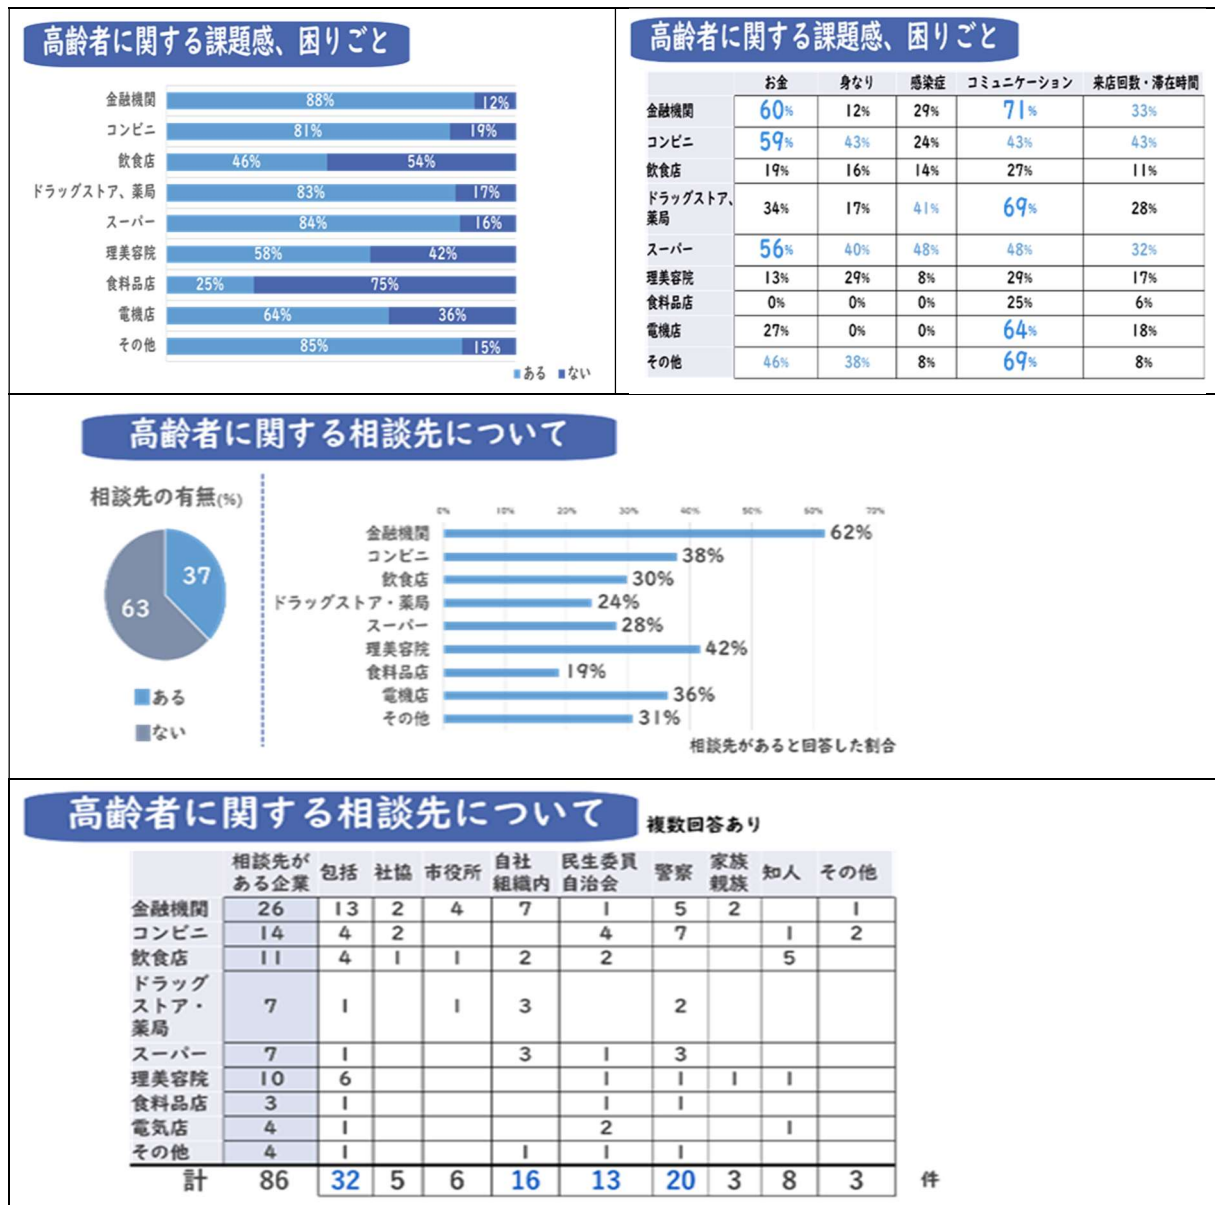 高齢者に関する課題感、困りごと
金融機関 88% 12%
コンビニ 81% 19%
飲食店 46% 54%
ドラッグストア、薬局 83% 17%
スーパー 84% 16%
理美容院 58% 42%
食料品店 25% 75%
電機店 64% 36%
その他 85% 15%
ある ない
高齢者に関する課題感、困りごと
お金 身なり 感染症 コミュニケーション 来店回数・滞在時間
金融機関 60% 12% 29% 71% 33%
コンビニ 59% 43% 24% 43% 43%
飲食店 19% 16% 14% 27% 11%
ドラッグストア、
薬局 34% 17% 41% 69% 28%
スーパー 56% 40% 48% 48% 32%
理美容院 13% 29% 8% 29% 17%
食料品店 0% 0% 0% 25% 6%
電機店 27% 0% 0% 64% 18%
その他 46% 38% 8% 69% 8%
高齢者に関する相談先について
相談先の有無(%)
37
63
ある
ない
0% 10% 20% 30% 40% 50% 60% 70%
金融機関 62%
コンビニ 38%
飲食店 30%
ドラッグストア・薬局 24%
スーパー 28%
理美容院 42%
食料品店 19%
電機店 36%
その他 31%
相談先があると回答した割合
高齢者に関する相談先について 複数回答あり
相談先が
ある企業 包括 社協 市役所 自社
組織内 民生委員
自治会 警察 家族
親族 知人 その他
金融機関 26 13 2 4 7 1 5 2 1
コンビニ 14 4 2 4 7 1 2
飲食店 11 4 1 1 2 2 5
ドラッグ
ストア・
薬局 7 1 1 3 2
スーパー 7 1 3 1 3
理美容院 10 6 1 1 1 1
食料品店 3 1 1 1
電気店 4 1 2 1
その他 4 1 1 1 1
計 86 32 5 6 16 13 20 3 8 3 件